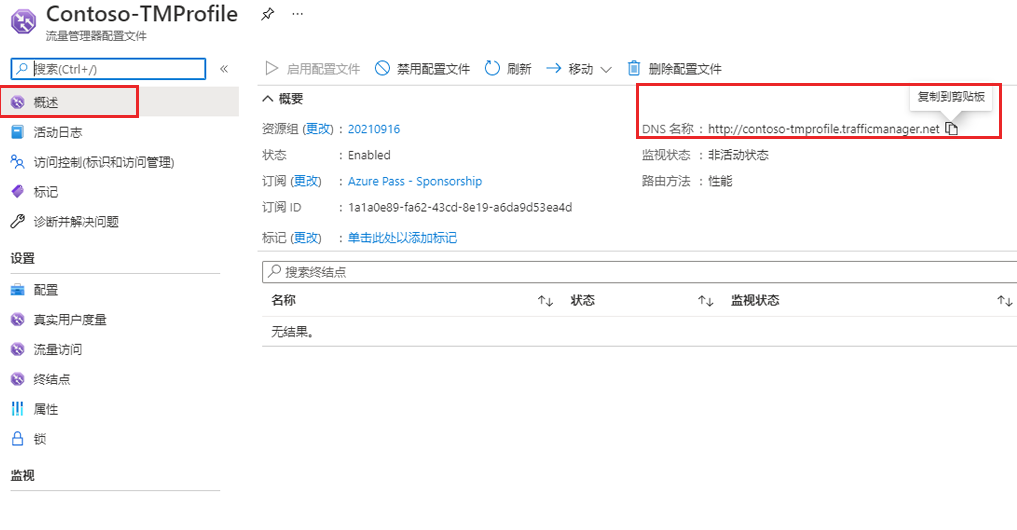 Contoso-TMProfile ...
流量管理器配置文件
搜索(Ctrl+/) «
启用配置文件 禁用配置文件 刷新 移动 删除配置文件
概述
活动日志
访问控制(标识和访问管理)
标记
诊断并解决问题
设置
配置
真实用户度量
流量访问
终结点
属性
锁
监视
概要
复制到剪贴板
资源组 (更改) : 20210916
DNS 名称 : http://contoso-tmprofile.trafficmanager.net
状态 : Enabled
监视状态 : 非活动状态
订阅 (更改) : Azure Pass - Sponsorship
路由方法 : 性能
订阅 ID : 1a1a0e89-fa62-43cd-8e19-a6da9d53ea4d
标记 (更改) : 单击此处以添加标记
搜索终结点
名称 ↑↓ 状态 ↑↓ 监视状态 ↑↓
无结果。